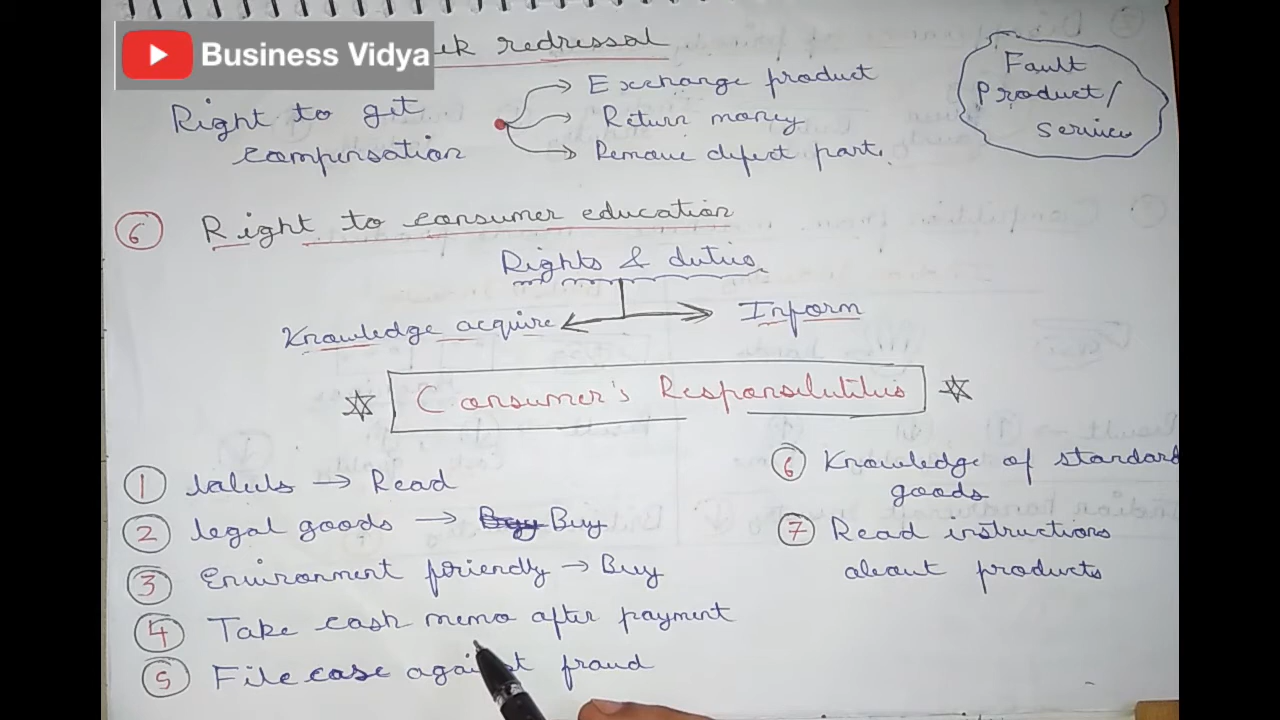 Business Vidya
ek redressal
Right to get
compensation
Exchange product
Return money
Remove defect part.
Fault
Product/
Service
6 Right to consumer education
Rights & duties
Knowledge acquire
Inform
Consumer's Responsibilities
1 labels → Read
2 legal goods → Buy
3 Environment friendly → Buy
4 Take cash memo after payment
5 File case against fraud
6 Knowledge of standard
goods
7 Read instructions
about products